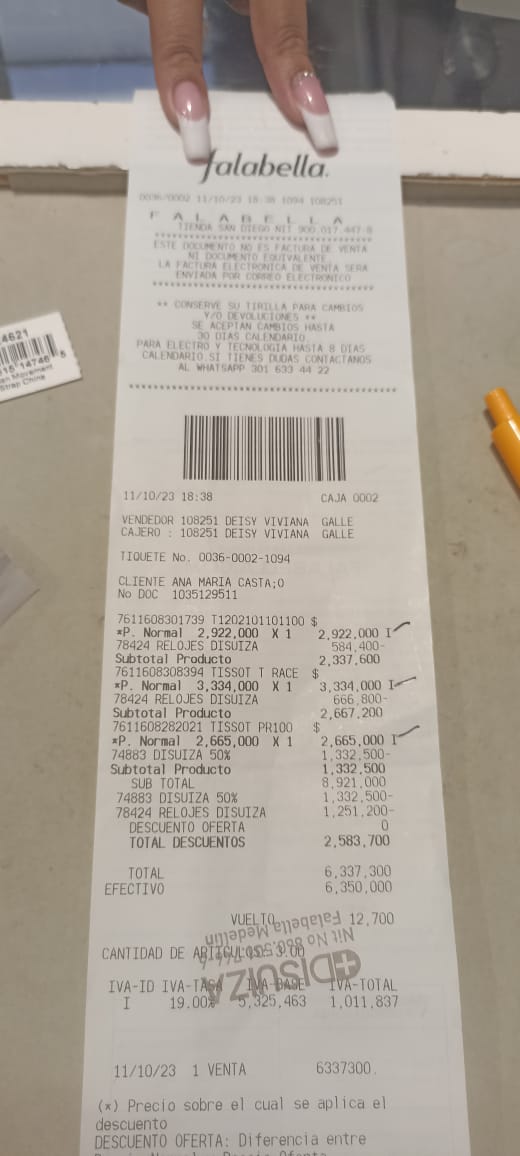 falabella.
0036/0002 11/10/23 18:38 1094 108251
F A L A B E L L A
TIENDA SAN DIEGO NIT 900.017.447-8
ESTE DOCUMENTO NO ES FACTURA DE VENTA
NI DOCUMENTO EQUIVALENTE
LA FACTURA ELECTRONICA DE VENTA SERA
ENVIADA POR CORREO ELECTRONICO
** CONSERVE SU TIRILLA PARA CAMBIOS
Y/O DEVOLUCIONES **
SE ACEPTAN CAMBIOS HASTA
30 DIAS CALENDARIO.
PARA ELECTRO Y TECNOLOGIA HASTA 8 DIAS
CALENDARIO.SI TIENES DUDAS CONTACTANOS
AL WHATSAPP 301 633 44 22
4621
Strap China
11/10/23 18:38 CAJA 0002
VENDEDOR 108251 DEISY VIVIANA GALLE
CAJERO : 108251 DEISY VIVIANA GALLE
TIQUETE No. 0036-0002-1094
CLIENTE ANA MARIA CASTA;O
No DOC 1035129511
7611608301739 T1202101101100 $
*P. Normal 2,922,000 X 1 2,922,000 I
78424 RELOJES DISUIZA 584,400-
Subtotal Producto 2,337,600
7611608308394 TISSOT T RACE $
*P. Normal 3,334,000 X 1 3,334,000 I
78424 RELOJES DISUIZA 666,800-
Subtotal Producto 2,667,200
7611608282021 TISSOT PR100 $
*P. Normal 2,665,000 X 1 2,665,000 I
74883 DISUIZA 50% 1,332,500-
Subtotal Producto 1,332,500
SUB TOTAL 8,921,000
74883 DISUIZA 50% 1,332,500-
78424 RELOJES DISUIZA 1,251,200-
DESCUENTO OFERTA 0
TOTAL DESCUENTOS 2,583,700
TOTAL 6,337,300
EFECTIVO 6,350,000
VUELTO 12,700
CANTIDAD DE ARTICULOS: 3.00
DISUIZA
Nit No
Falabella Medellín
IVA-ID IVA-TASA IVA-BASE IVA-TOTAL
I 19.00% 5,325,463 1,011,837
11/10/23 1 VENTA 6337300.
(*) Precio sobre el cual se aplica el
descuento
DESCUENTO OFERTA: Diferencia entre